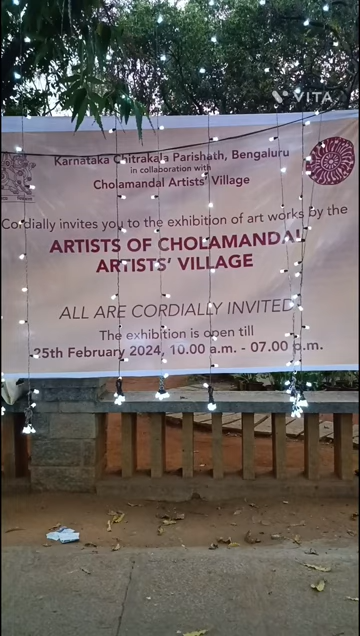 VITA
Karnataka Chitrakala Parishath, Bengaluru
in collaboration with
Cholamandal Artists' Village
Cordially invites you to the exhibition of art works by the
ARTISTS OF CHOLAMANDAL
ARTISTS' VILLAGE
ALL ARE CORDIALLY INVITED
The exhibition is open till
25th February 2024, 10.00 a.m. - 07.00 p.m.